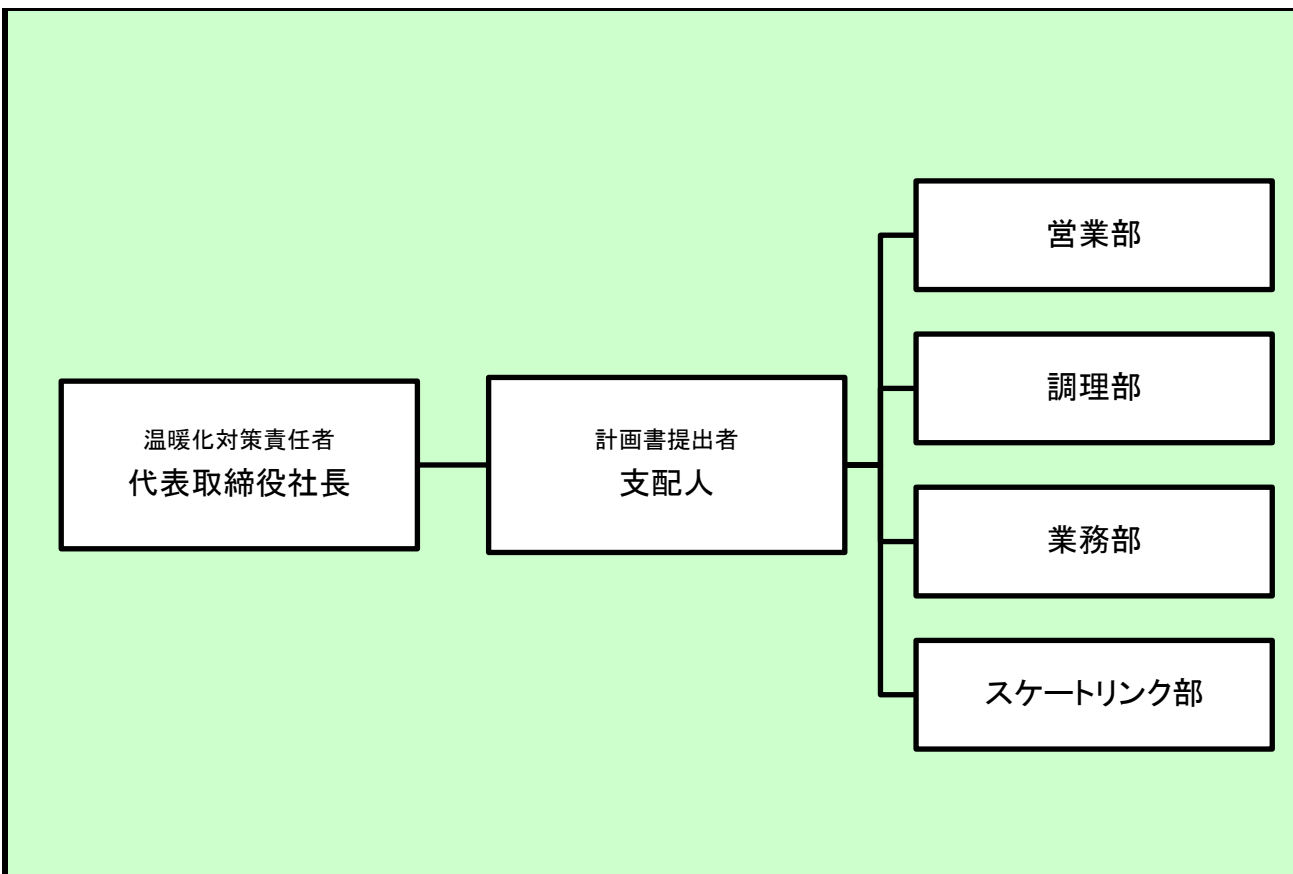 温暖化対策責任者
代表取締役社長
計画書提出者
支配人
営業部
調理部
業務部
スケートリンク部